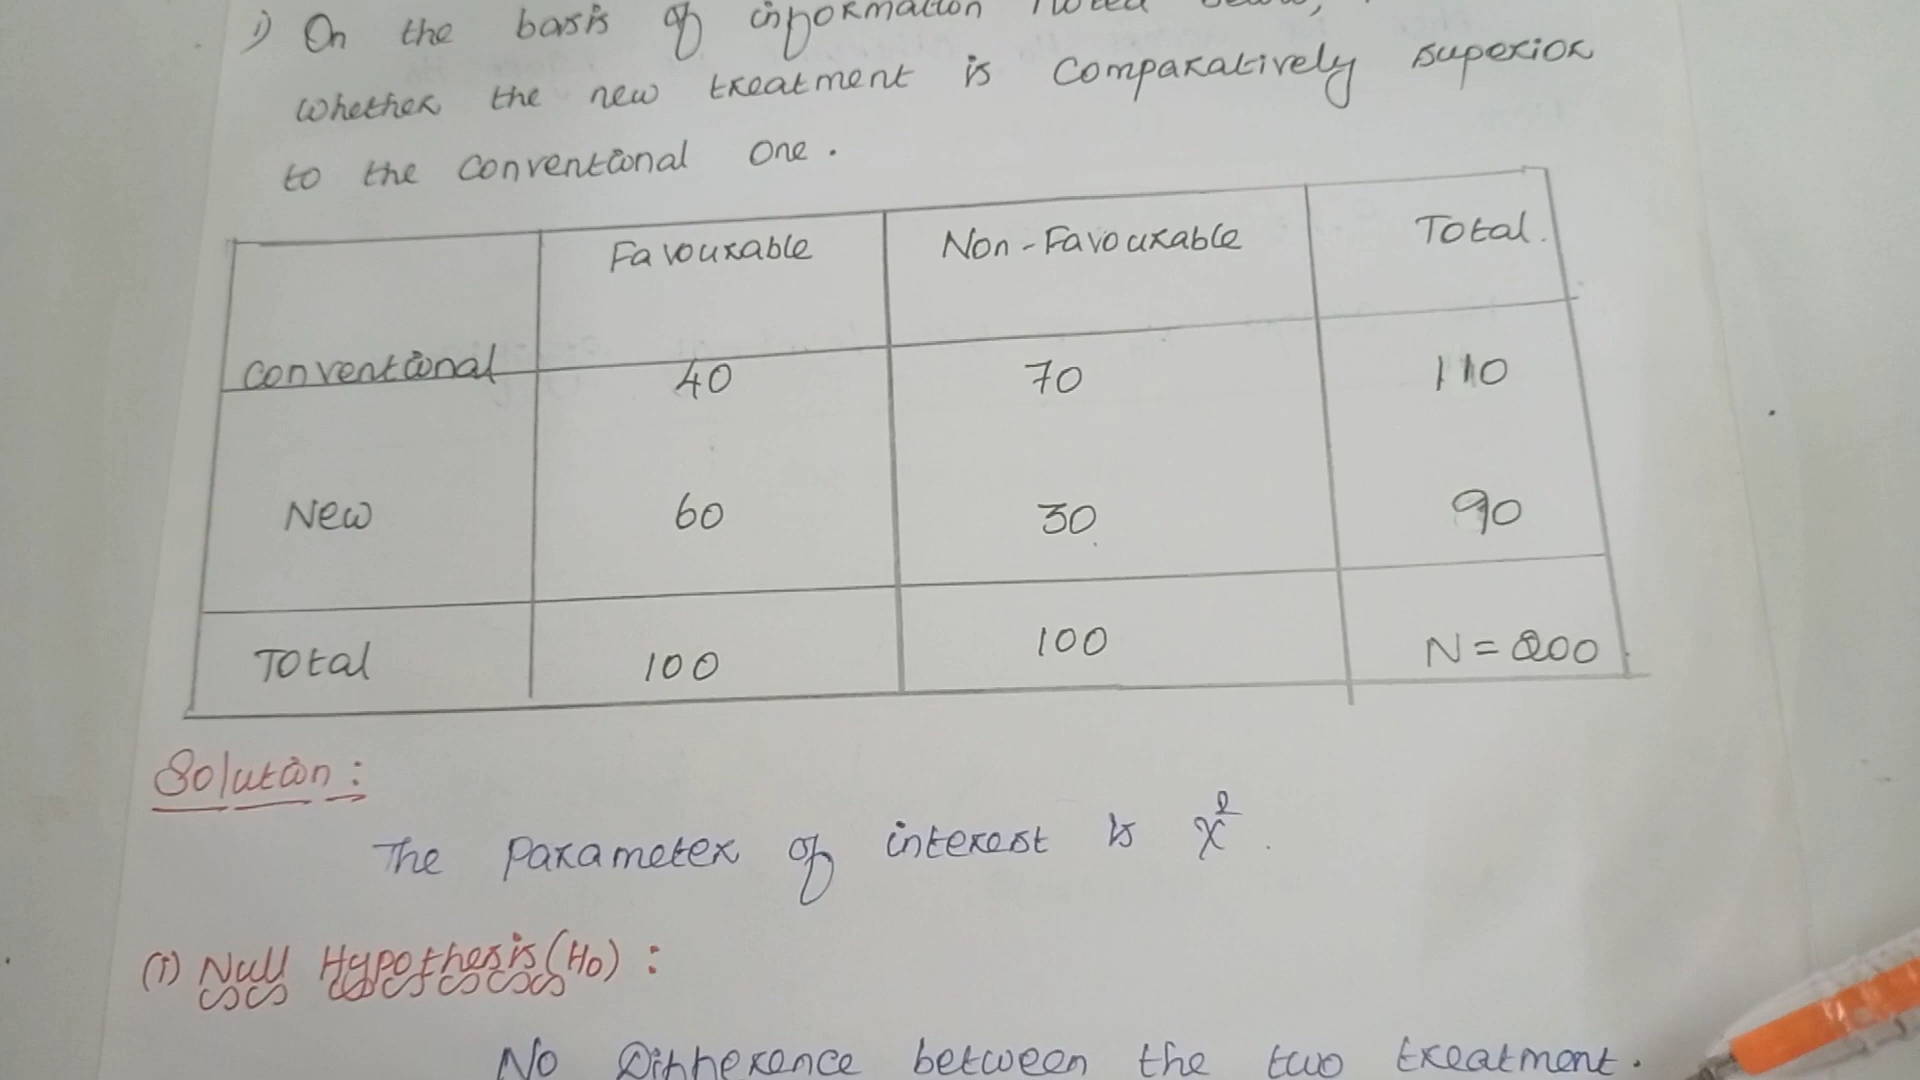 i) On the basis of information noted below,
whether the new treatment is comparatively superior
to the conventional one.
Favourable Non-Favourable Total.
conventional 40 70 110
New 60 30 90
Total 100 100 N = 200
Solution :
The parameter of interest is χ².
(i) Null Hypothesis (H0) :
No Difference between the two treatment.